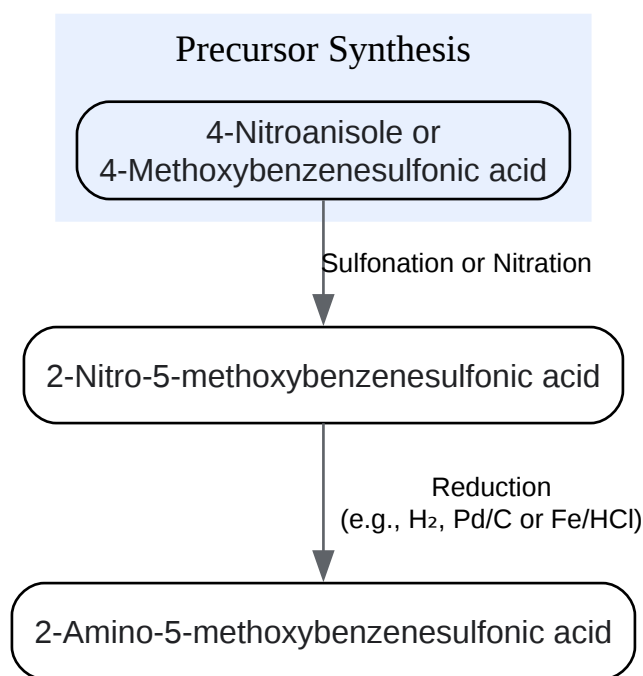 Precursor Synthesis
4-Nitroanisole or
4-Methoxybenzenesulfonic acid
Sulfonation or Nitration
2-Nitro-5-methoxybenzenesulfonic acid
Reduction
(e.g., H₂, Pd/C or Fe/HCl)
2-Amino-5-methoxybenzenesulfonic acid